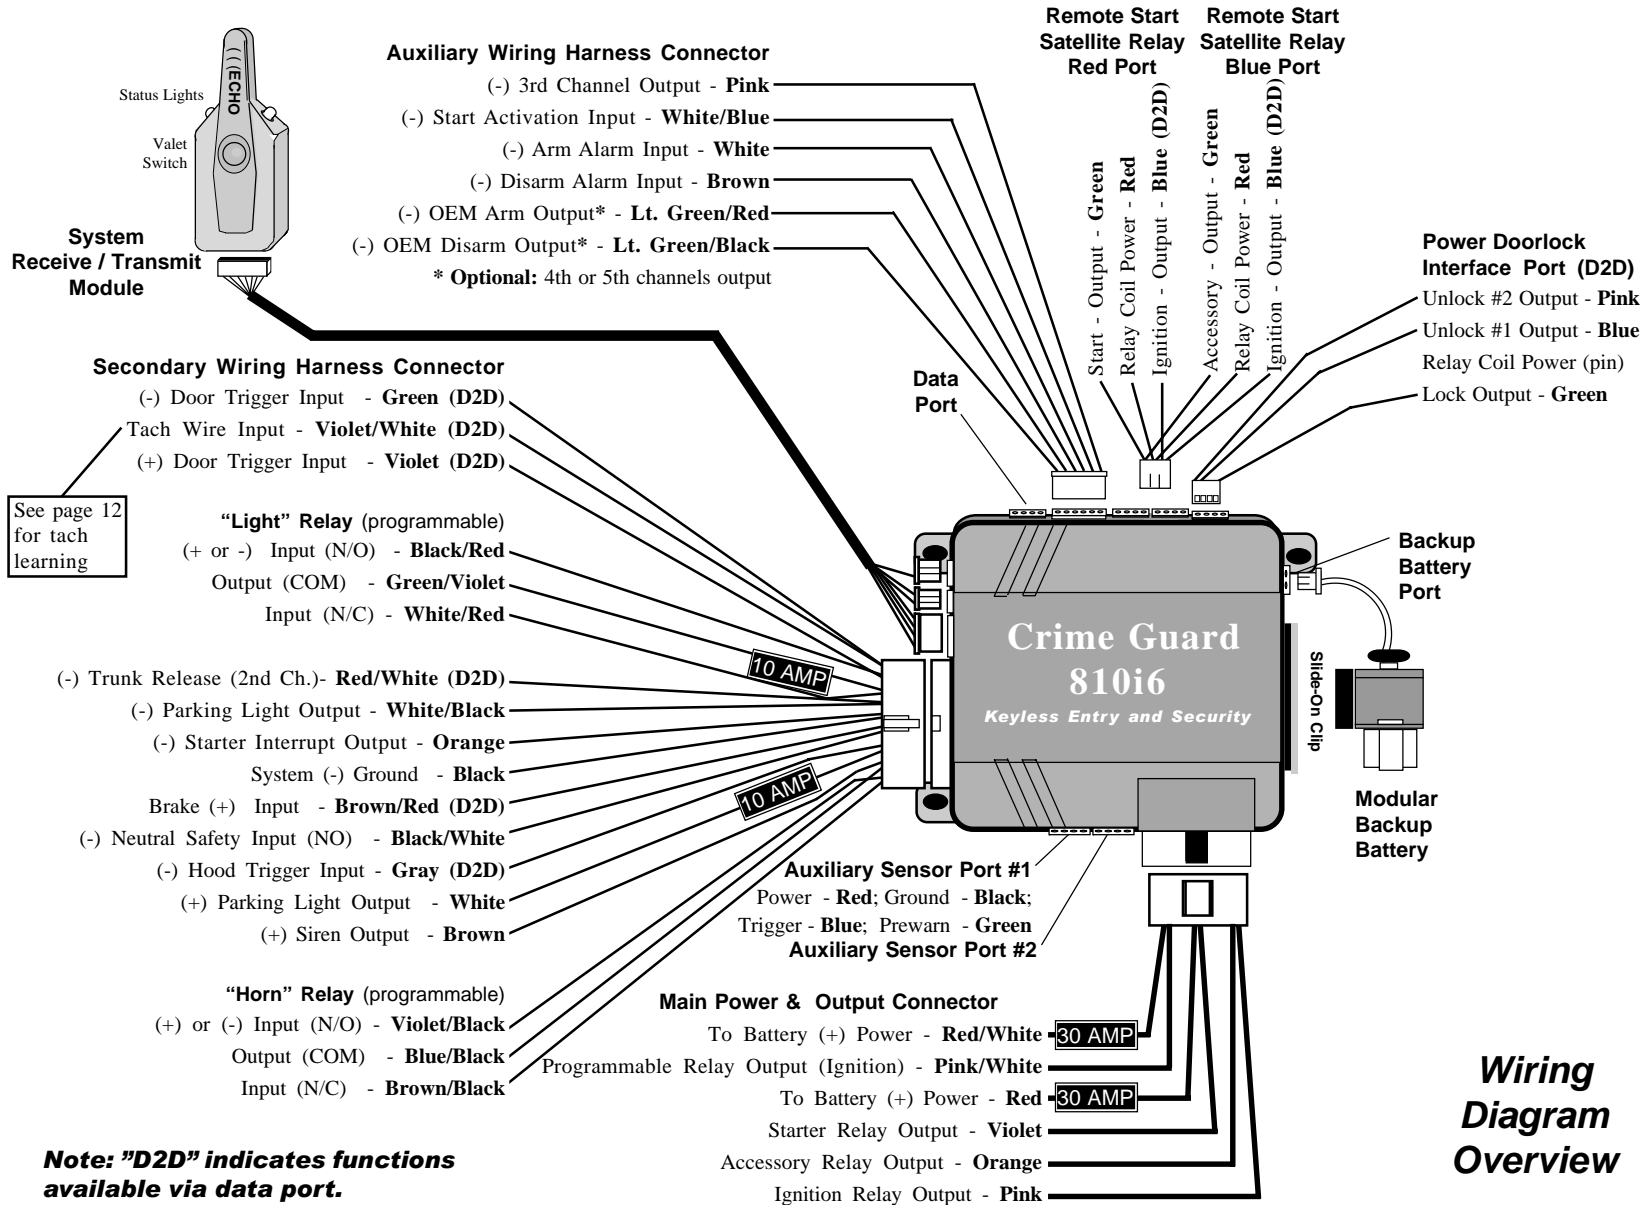 ECHO
Status Lights
Valet
Switch
System
Receive / Transmit
Module
Auxiliary Wiring Harness Connector
(-) 3rd Channel Output - Pink
(-) Start Activation Input - White/Blue
(-) Arm Alarm Input - White
(-) Disarm Alarm Input - Brown
(-) OEM Arm Output* - Lt. Green/Red
(-) OEM Disarm Output* - Lt. Green/Black
* Optional: 4th or 5th channels output
Remote Start
Satellite Relay
Red Port
Start - Output - Green
Relay Coil Power - Red
Ignition - Output - Blue (D2D)
Remote Start
Satellite Relay
Blue Port
Accessory - Output - Green
Relay Coil Power - Red
Ignition - Output - Blue (D2D)
Power Doorlock
Interface Port (D2D)
Unlock #2 Output - Pink
Unlock #1 Output - Blue
Relay Coil Power (pin)
Lock Output - Green
Data
Port
Secondary Wiring Harness Connector
(-) Door Trigger Input - Green (D2D)
Tach Wire Input - Violet/White (D2D)
(+) Door Trigger Input - Violet (D2D)
See page 12
for tach
learning
“Light” Relay (programmable)
(+ or -) Input (N/O) - Black/Red
Output (COM) - Green/Violet
Input (N/C) - White/Red
10 AMP
(-) Trunk Release (2nd Ch.)- Red/White (D2D)
(-) Parking Light Output - White/Black
(-) Starter Interrupt Output - Orange
System (-) Ground - Black
Brake (+) Input - Brown/Red (D2D)
(-) Neutral Safety Input (NO) - Black/White
(-) Hood Trigger Input - Gray (D2D)
(+) Parking Light Output - White
(+) Siren Output - Brown
10 AMP
“Horn” Relay (programmable)
(+) or (-) Input (N/O) - Violet/Black
Output (COM) - Blue/Black
Input (N/C) - Brown/Black
Crime Guard
810i6
Keyless Entry and Security
Backup
Battery
Port
Slide-On Clip
Modular
Backup
Battery
Auxiliary Sensor Port #1
Power - Red; Ground - Black;
Trigger - Blue; Prewarn - Green
Auxiliary Sensor Port #2
Main Power & Output Connector
To Battery (+) Power - Red/White 30 AMP
Programmable Relay Output (Ignition) - Pink/White
To Battery (+) Power - Red 30 AMP
Starter Relay Output - Violet
Accessory Relay Output - Orange
Ignition Relay Output - Pink
Note: ”D2D” indicates functions
available via data port.
Wiring
Diagram
Overview